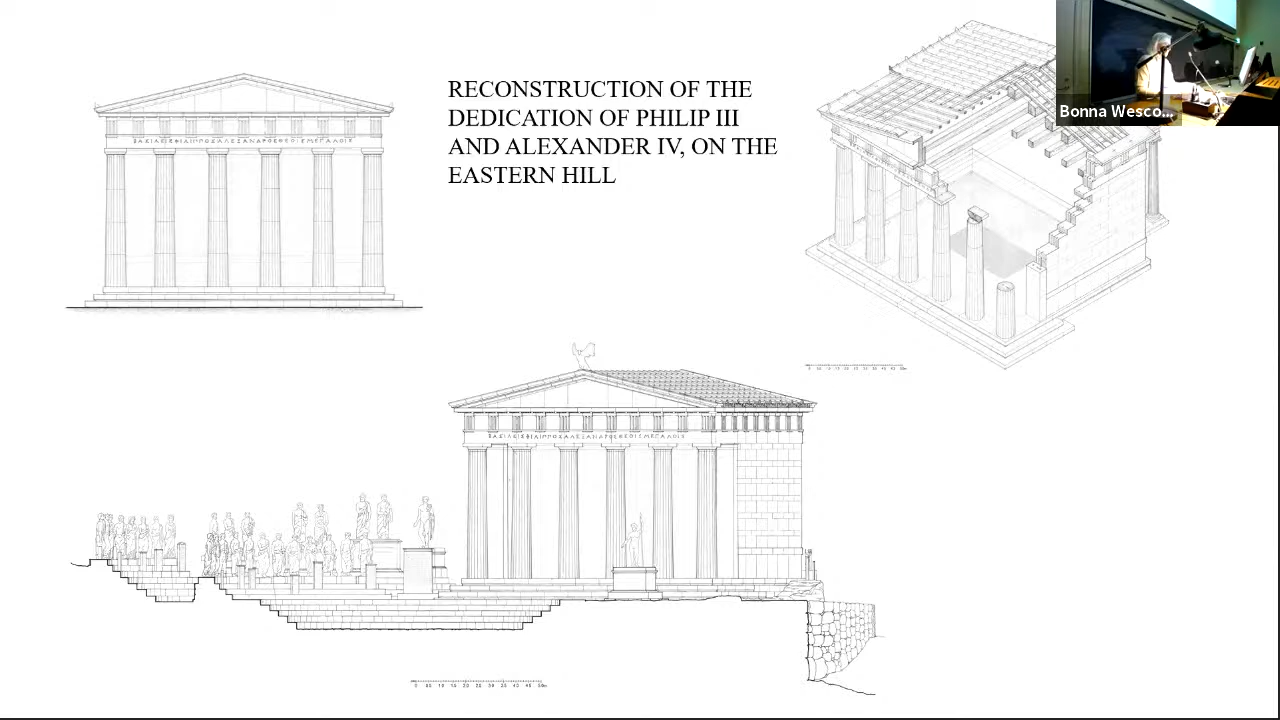 RECONSTRUCTION OF THE
DEDICATION OF PHILIP III
AND ALEXANDER IV, ON THE
EASTERN HILL
Bonna Wesco...